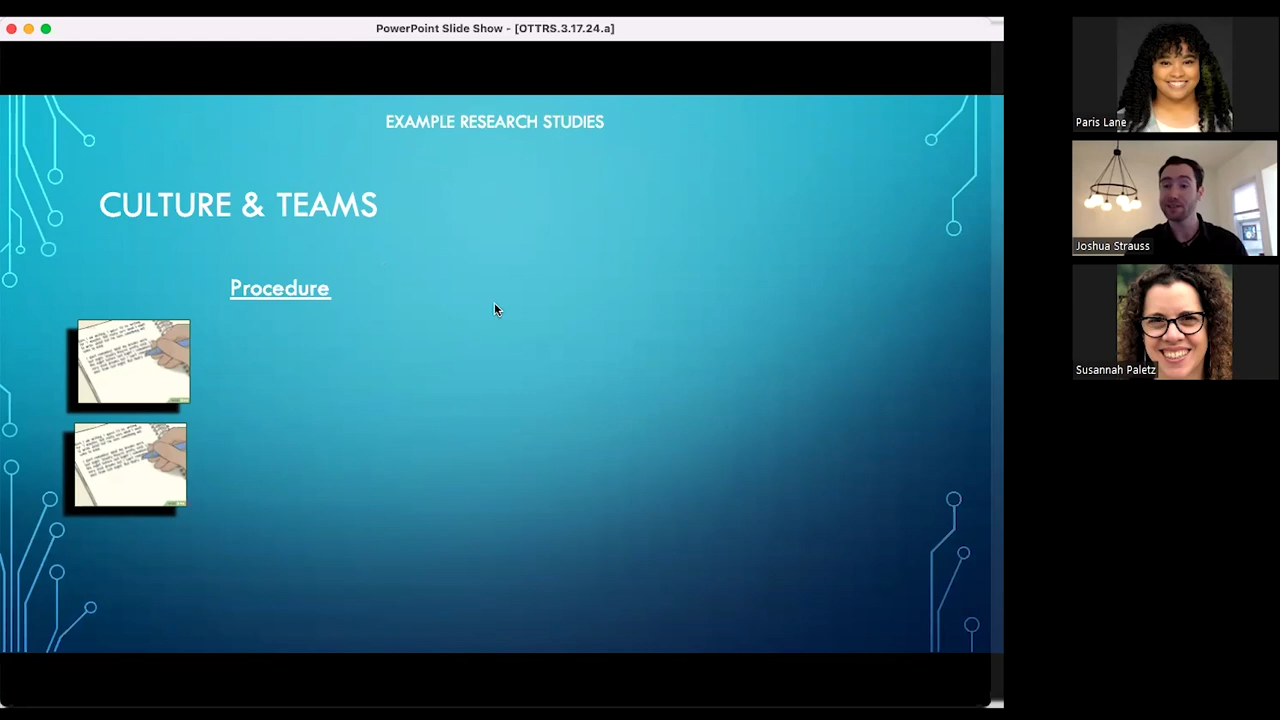 PowerPoint Slide Show - [OTTRS.3.17.24.a]
EXAMPLE RESEARCH STUDIES
CULTURE & TEAMS
Procedure
Paris Lane
Joshua Strauss
Susannah Paletz